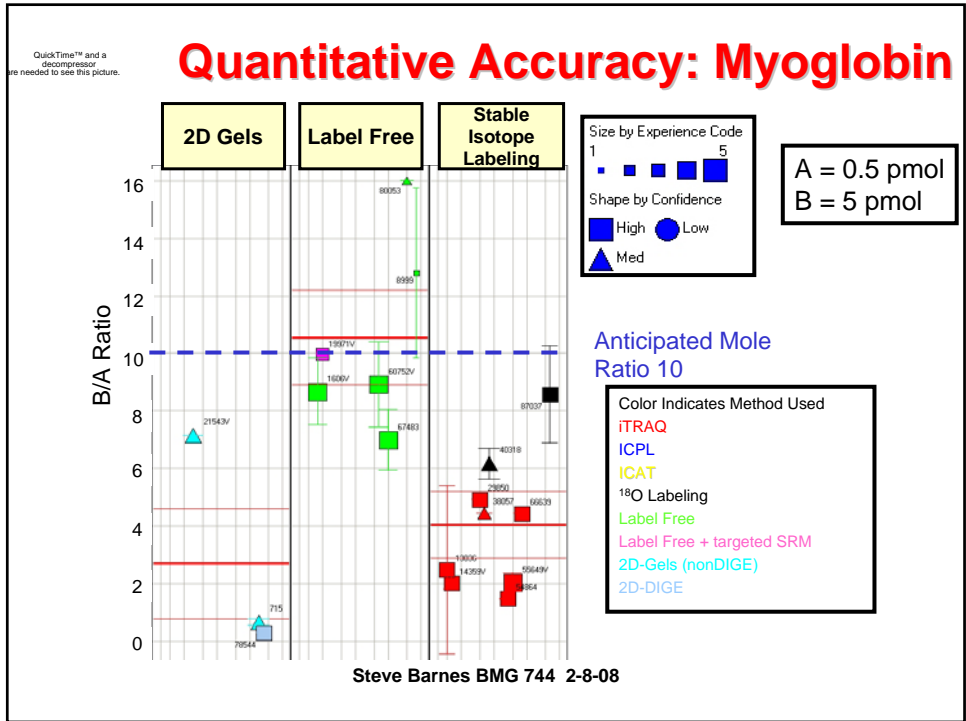 QuickTime™ and a
decompressor
are needed to see this picture.
Quantitative Accuracy: Myoglobin
2D Gels
Label Free
Stable
Isotope
Labeling
Size by Experience Code
1 5
Shape by Confidence
High Low
Med
A = 0.5 pmol
B = 5 pmol
B/A Ratio
16
14
12
10
8
6
4
2
0
80053
8999
19971V
1606V
60752V
67483
21543V
715
78544
87037
40318
29850
38057
66639
14359V
55649V
Anticipated Mole
Ratio 10
Color Indicates Method Used
iTRAQ
ICPL
ICAT
¹⁸O Labeling
Label Free
Label Free + targeted SRM
2D-Gels (nonDIGE)
2D-DIGE
Steve Barnes BMG 744 2-8-08